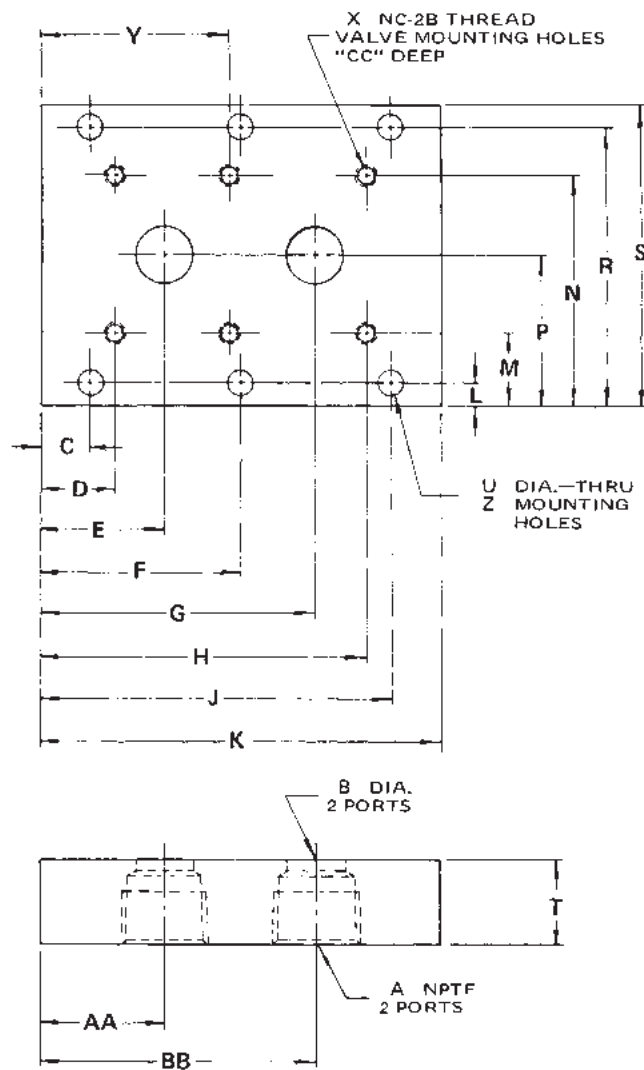 X NC-2B THREAD
VALVE MOUNTING HOLES
"CC" DEEP
Y
S
R
N
P
M
L
C
D
E
F
G
H
J
K
U DIA.—THRU
Z MOUNTING
HOLES
B DIA.
2 PORTS
T
A NPTF
2 PORTS
AA
BB